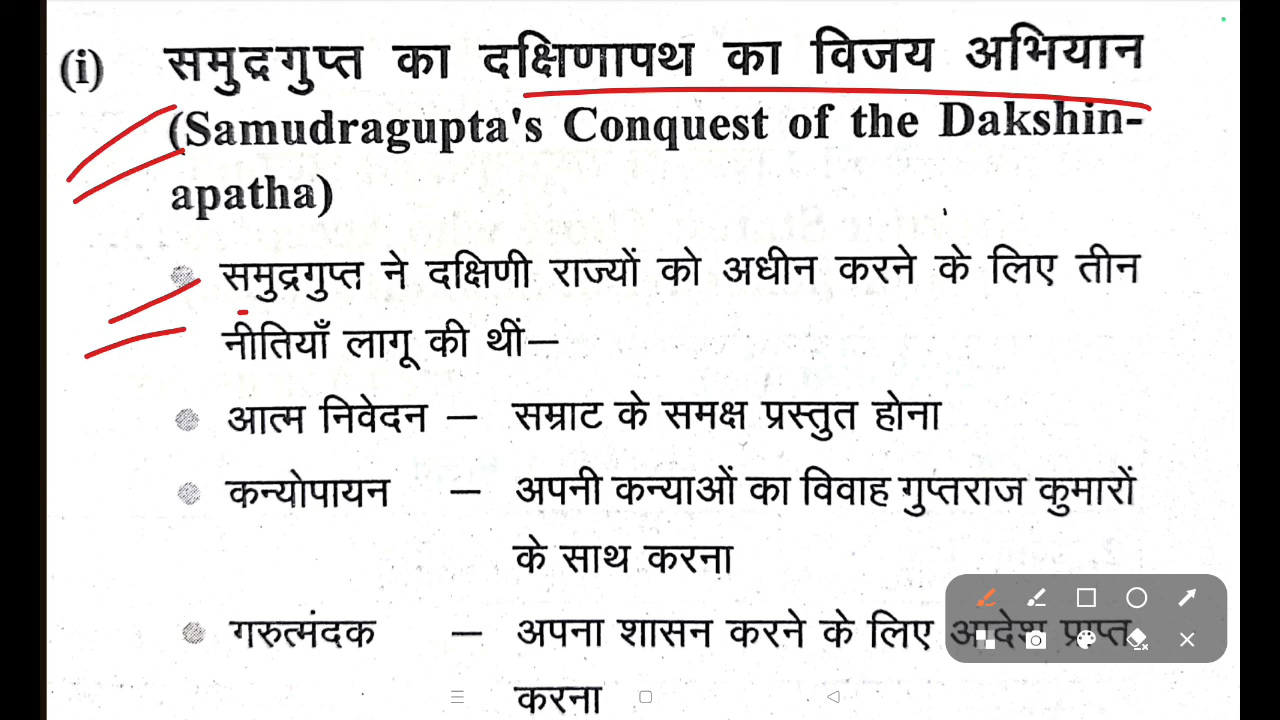 (i) समुद्रगुप्त का दक्षिणापथ का विजय अभियान
(Samudragupta's Conquest of the Dakshin-
apatha)
समुद्रगुप्त ने दक्षिणी राज्यों को अधीन करने के लिए तीन
नीतियाँ लागू की थीं—
आत्म निवेदन — सम्राट के समक्ष प्रस्तुत होना
कन्योपायन — अपनी कन्याओं का विवाह गुप्तराज कुमारों
के साथ करना
गरुत्मंदक — अपना शासन करने के लिए आदेश प्राप्त
करना